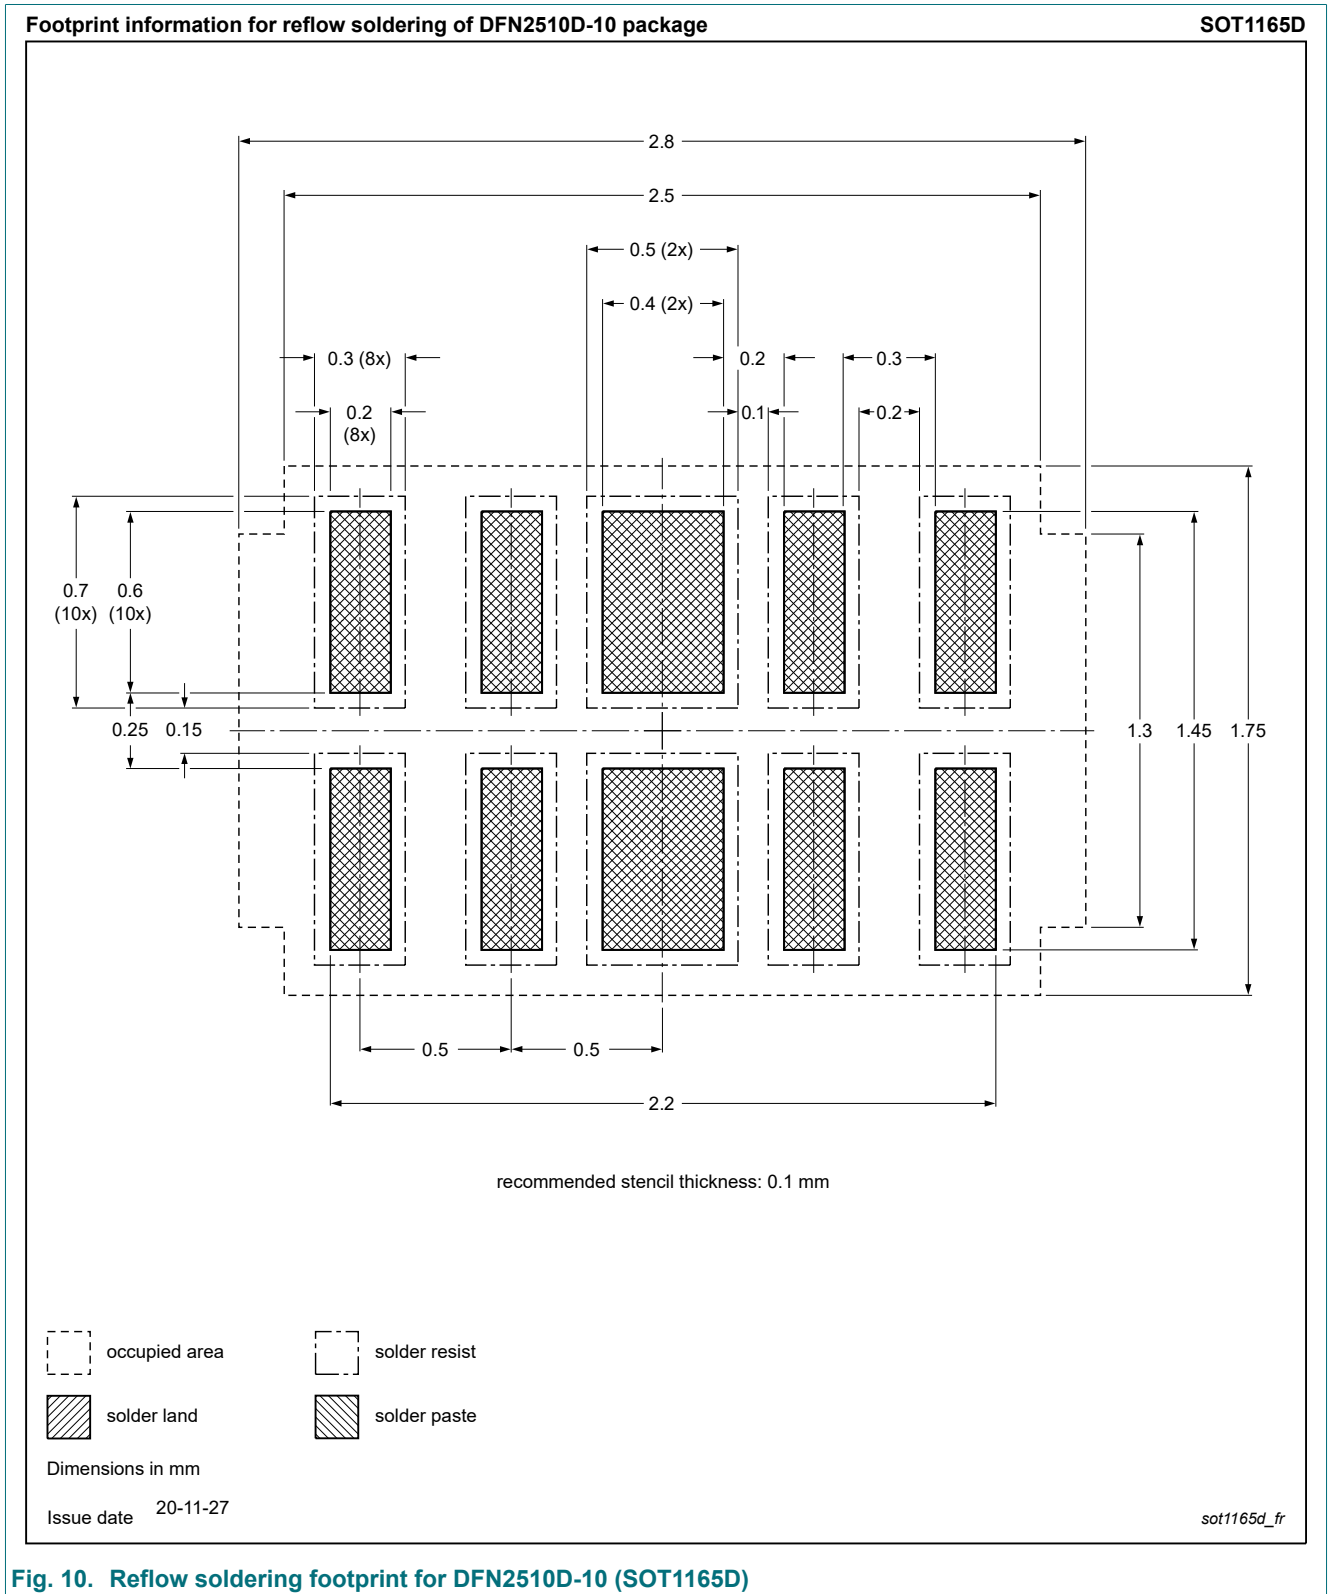 Footprint information for reflow soldering of DFN2510D-10 package SOT1165D
2.8
2.5
0.5 (2x)
0.4 (2x)
0.3 (8x) 0.2 0.3
0.2 0.1 0.2
(8x)
0.7 0.6
(10x) (10x)
0.25 0.15 1.3 1.45 1.75
0.5 0.5
2.2
recommended stencil thickness: 0.1 mm
occupied area solder resist
solder land solder paste
Dimensions in mm
Issue date 20-11-27 sot1165d_fr
Fig. 10. Reflow soldering footprint for DFN2510D-10 (SOT1165D)